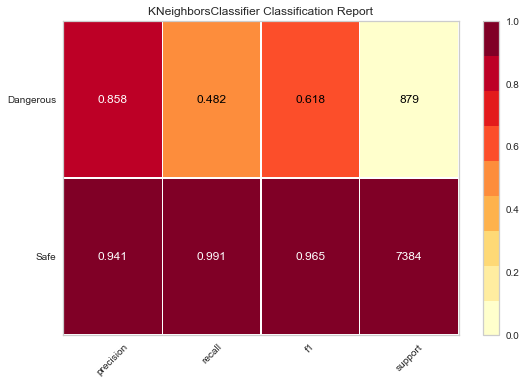 KNeighborsClassifier Classification Report
Dangerous 0.858 0.482 0.618 879
Safe 0.941 0.991 0.965 7384
precision recall f1 support
1.0
0.8
0.6
0.4
0.2
0.0